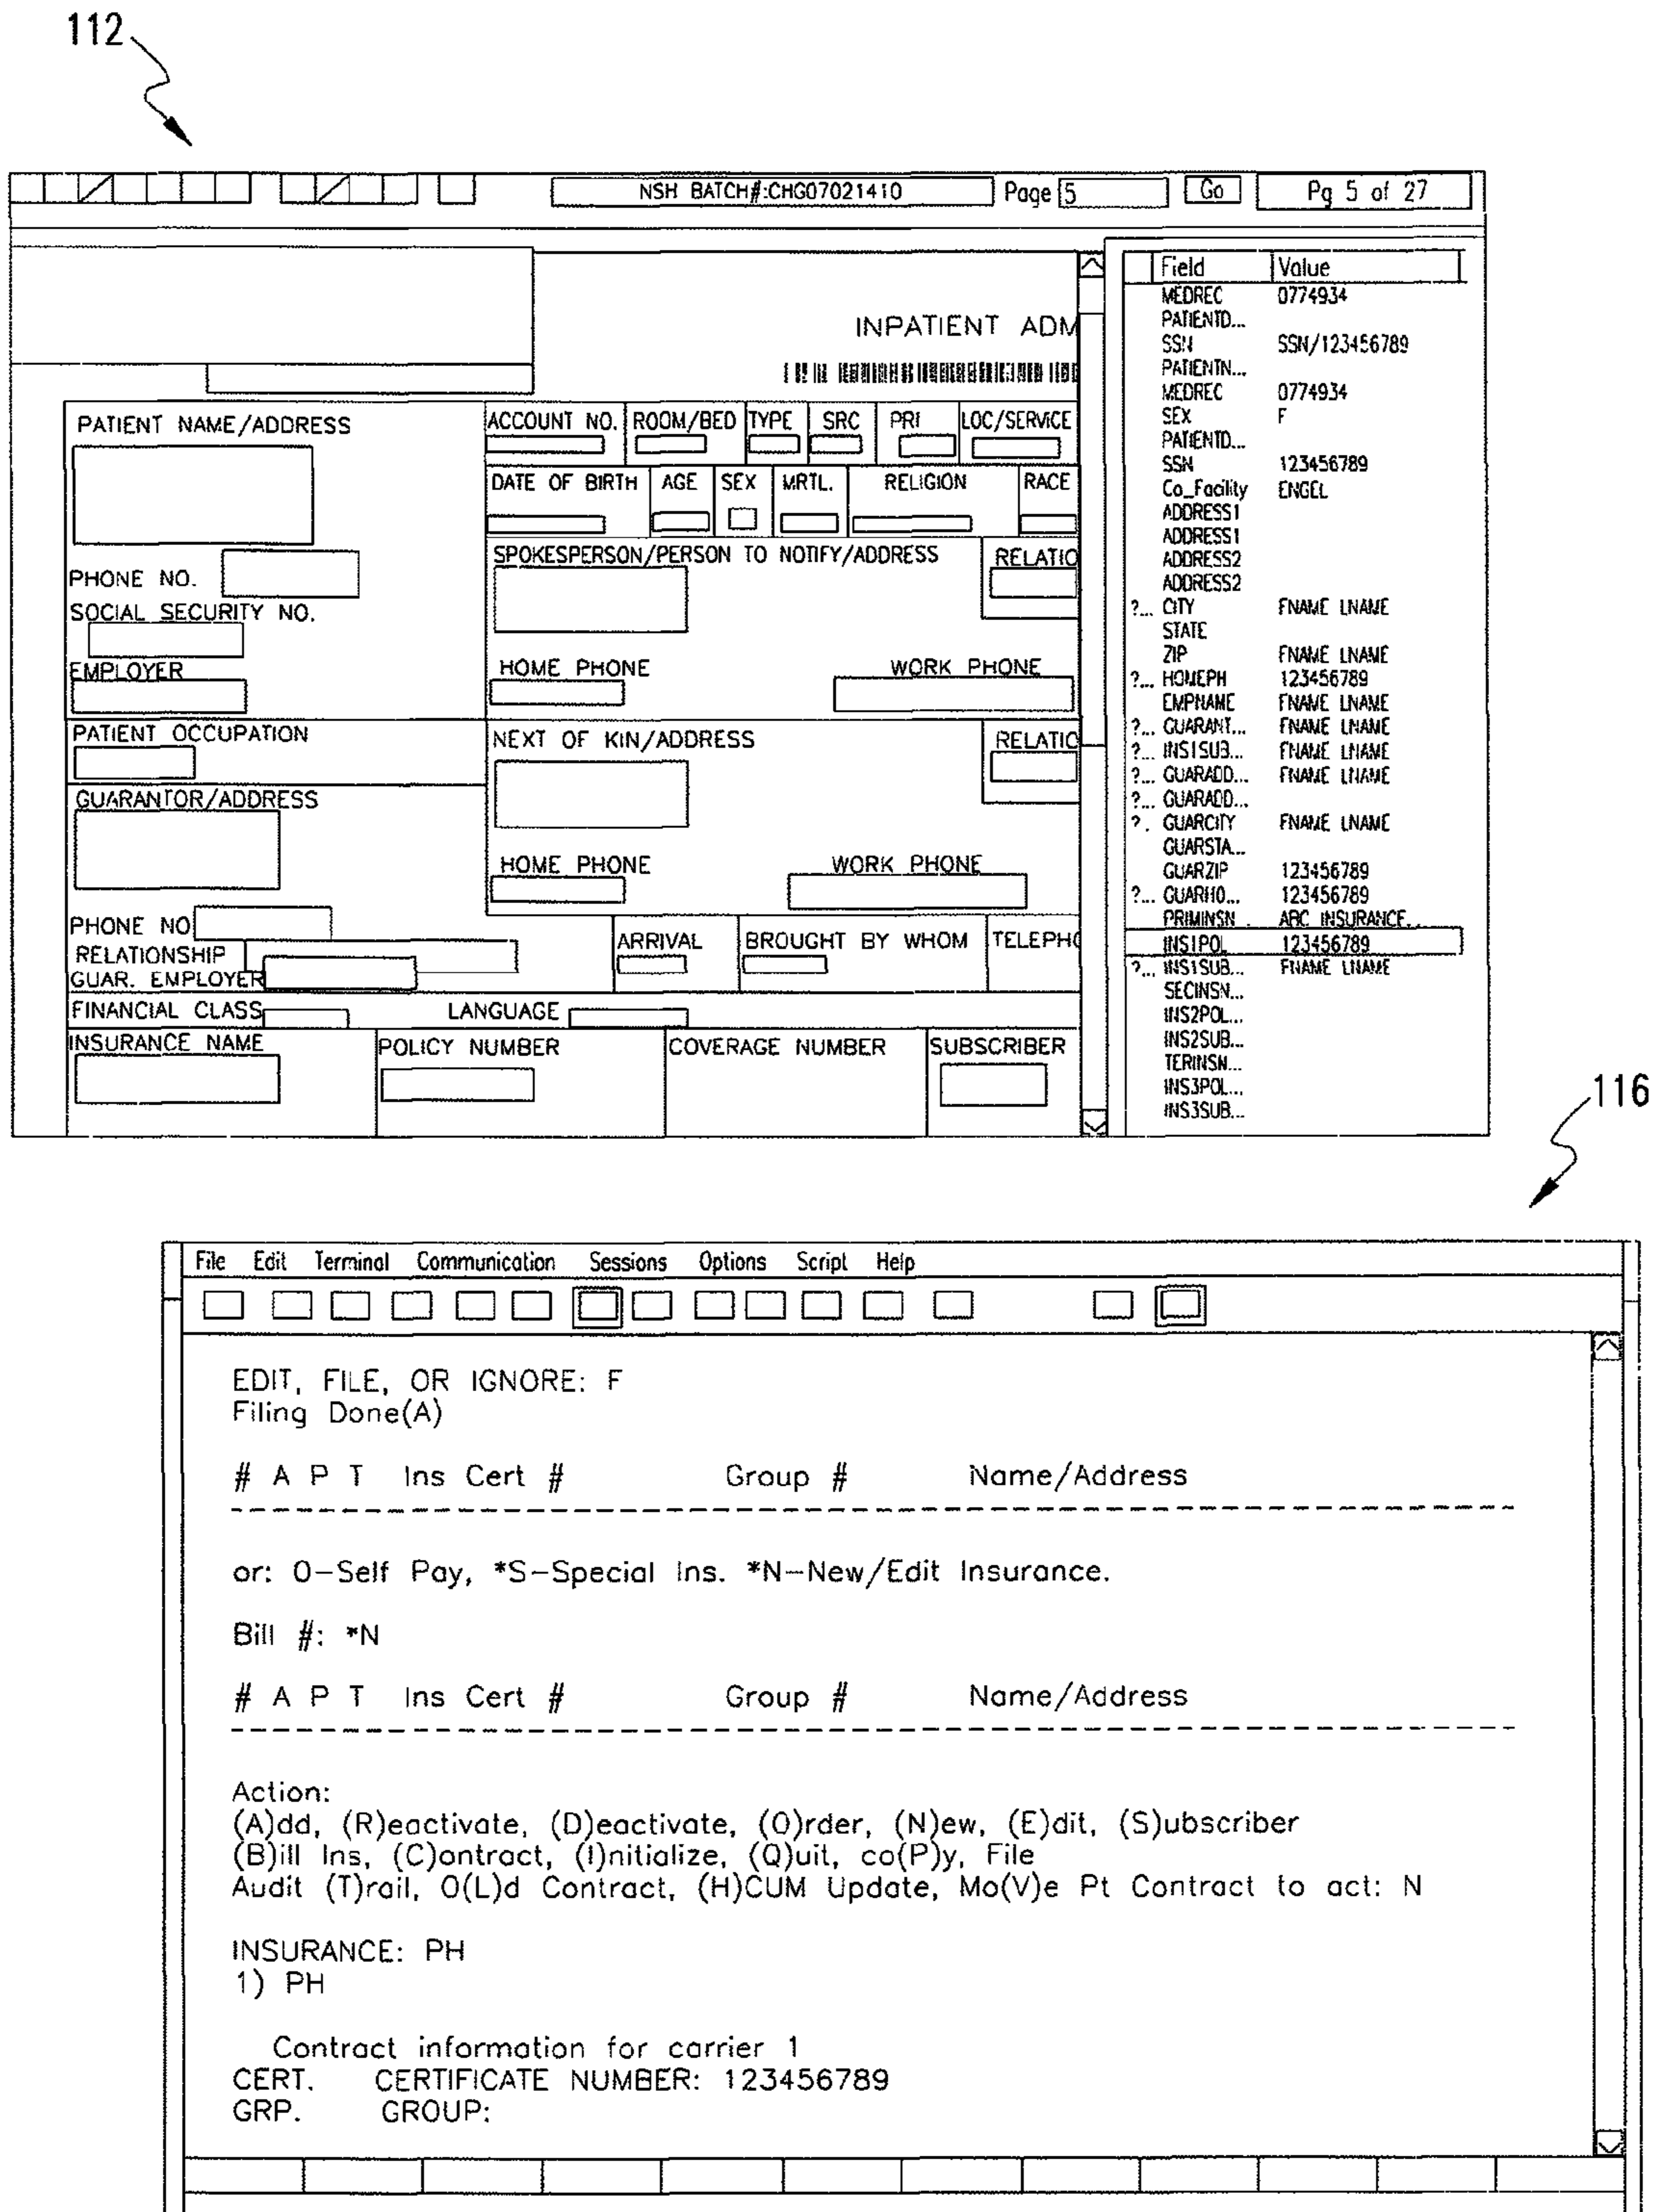 112
NSH BATCH#:CHG07021410 Page 5 Go Pg 5 of 27
INPATIENT ADM
PATIENT NAME/ADDRESS
ACCOUNT NO. ROOM/BED TYPE SRC PRI LOC/SERVICE
DATE OF BIRTH AGE SEX MRTL. RELIGION RACE
SPOKESPERSON/PERSON TO NOTIFY/ADDRESS RELATIO
PHONE NO.
SOCIAL SECURITY NO.
EMPLOYER
HOME PHONE WORK PHONE
PATIENT OCCUPATION
NEXT OF KIN/ADDRESS RELATIO
GUARANTOR/ADDRESS
HOME PHONE WORK PHONE
PHONE NO
RELATIONSHIP
GUAR. EMPLOYER
ARRIVAL BROUGHT BY WHOM TELEPHO
FINANCIAL CLASS LANGUAGE
INSURANCE NAME POLICY NUMBER COVERAGE NUMBER SUBSCRIBER
Field Value
MEDREC 0774934
PATIENTD...
SSN SSN/123456789
PATIENTN...
MEDREC 0774934
SEX F
PATIENTD...
SSN 123456789
Co_Facility ENGEL
ADDRESS1
ADDRESS1
ADDRESS2
ADDRESS2
?... CITY FNAME LNAME
STATE
ZIP FNAME LNAME
?... HOMEPH 123456789
EMPNAME FNAME LNAME
?... GUARANT... FNAME LNAME
?... INS1SUB... FNAME LNAME
?... GUARADD... FNAME LNAME
?... GUARADD...
?. GUARCITY FNAME LNAME
GUARSTA...
GUARZIP 123456789
?... GUARHO... 123456789
PRIMINSN . ABC INSURANCE...
INS1POL 123456789
?... INS1SUB... FNAME LNAME
SECINSN...
INS2POL...
INS2SUB...
TERINSN...
INS3POL...
INS3SUB...
116
File Edit Terminal Communication Sessions Options Script Help
EDIT, FILE, OR IGNORE: F
Filing Done(A)
# A P T Ins Cert # Group # Name/Address
or: 0-Self Pay, *S-Special Ins. *N-New/Edit Insurance.
Bill #: *N
# A P T Ins Cert # Group # Name/Address
Action:
(A)dd, (R)eactivate, (D)eactivate, (O)rder, (N)ew, (E)dit, (S)ubscriber
(B)ill Ins, (C)ontract, (I)nitialize, (Q)uit, co(P)y, File
Audit (T)rail, O(L)d Contract, (H)CUM Update, Mo(V)e Pt Contract to act: N
INSURANCE: PH
1) PH
Contract information for carrier 1
CERT. CERTIFICATE NUMBER: 123456789
GRP. GROUP: